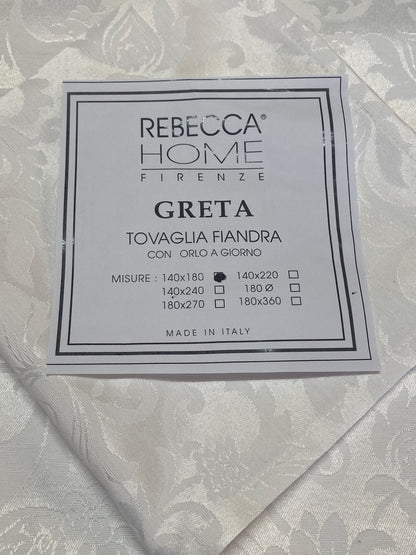 REBECCA®
HOME
FIRENZE
GRETA
TOVAGLIA FIANDRA
CON ORLO A GIORNO
MISURE : 140x180 140x220
140x240 180 Ø
180x270 180x360
MADE IN ITALY